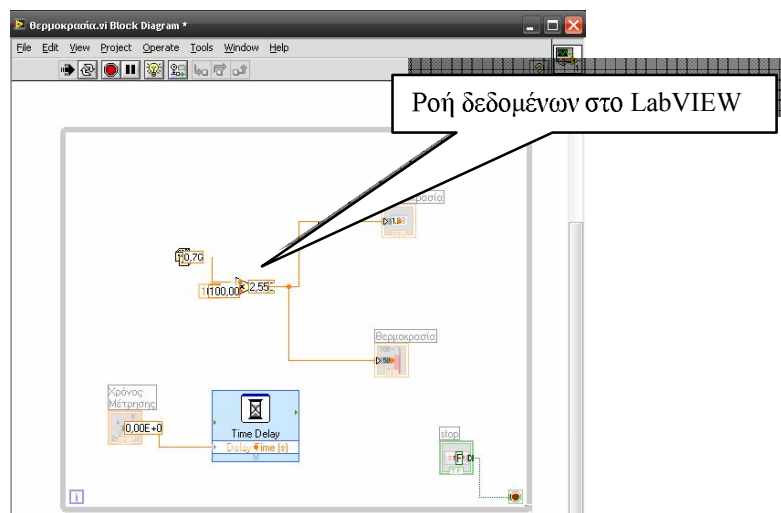 Θερμοκρασία.vi Block Diagram *
File Edit View Project Operate Tools Window Help
Ροή δεδομένων στο LabVIEW
0,70
100,00
2,55
Θερμοκρασία
Χρόνος
Μέτρησης
0,00E+0
Time Delay
Delay Time (s)
stop
F
TF
i